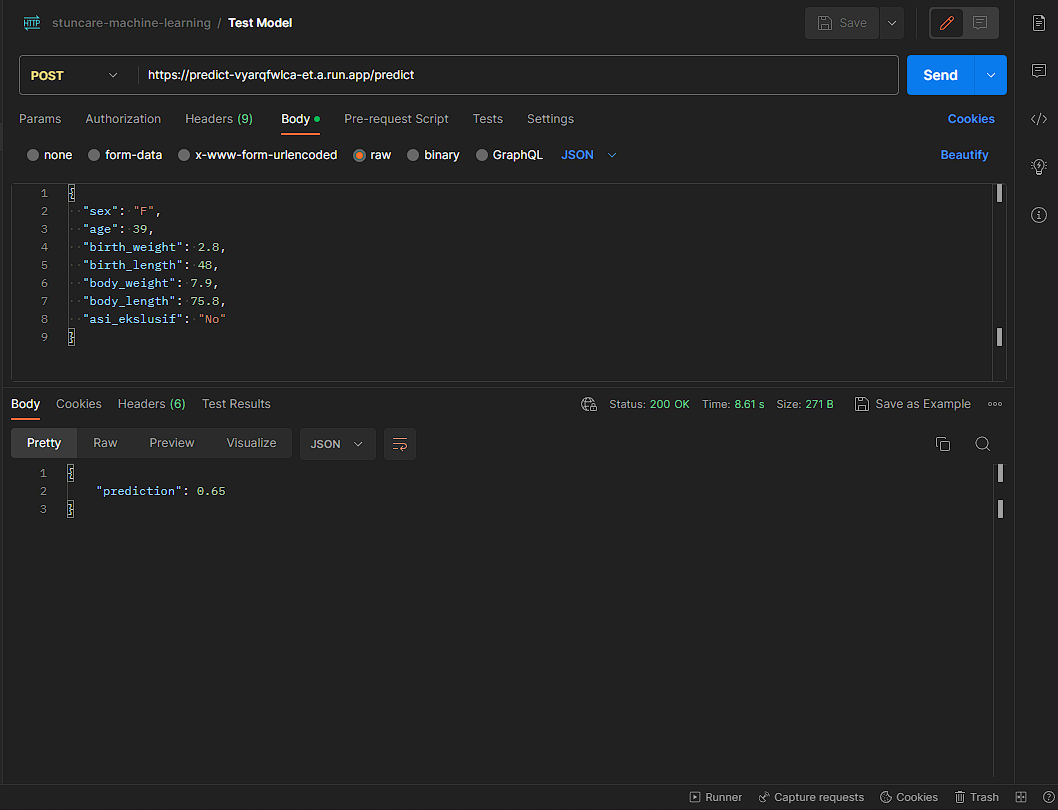 HTTP stuncare-machine-learning / Test Model Save
POST https://predict-vyarqfwlca-et.a.run.app/predict Send
Params Authorization Headers (9) Body Pre-request Script Tests Settings Cookies
none form-data x-www-form-urlencoded raw binary GraphQL JSON Beautify
1 {
2 "sex": "F",
3 "age": 39,
4 "birth_weight": 2.8,
5 "birth_length": 48,
6 "body_weight": 7.9,
7 "body_length": 75.8,
8 "asi_ekslusif": "No"
9 }
Body Cookies Headers (6) Test Results Status: 200 OK Time: 8.61 s Size: 271 B Save as Example
Pretty Raw Preview Visualize JSON
1 {
2 "prediction": 0.65
3 }
Runner Capture requests Cookies Trash